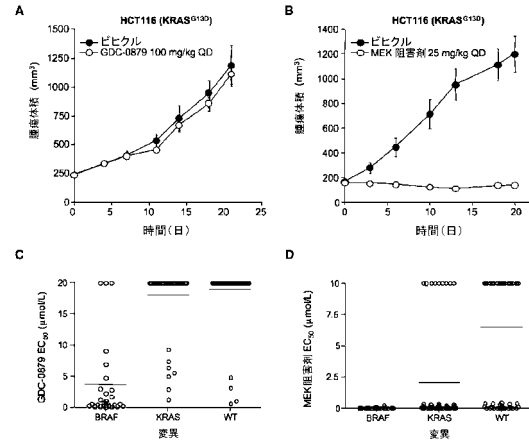 A
HCT116 (KRASG13D)
ビヒクル
GDC-0879 100 mg/kg QD
腫瘍体積 (mm³)
1250
1000
750
500
250
0
0 5 10 15 20 25
時間(日)
B
HCT116 (KRASG13D)
ビヒクル
MEK 阻害剤 25 mg/kg QD
腫瘍体積 (mm³)
1400
1200
1000
800
600
400
200
0
0 5 10 15 20
時間(日)
C
GDC-0879 EC50 (μmol/L)
20
15
10
5
0
BRAF KRAS WT
変異
D
MEK阻害剤 EC50 (μmol/L)
10
7.5
5.0
2.5
0
BRAF KRAS WT
変異